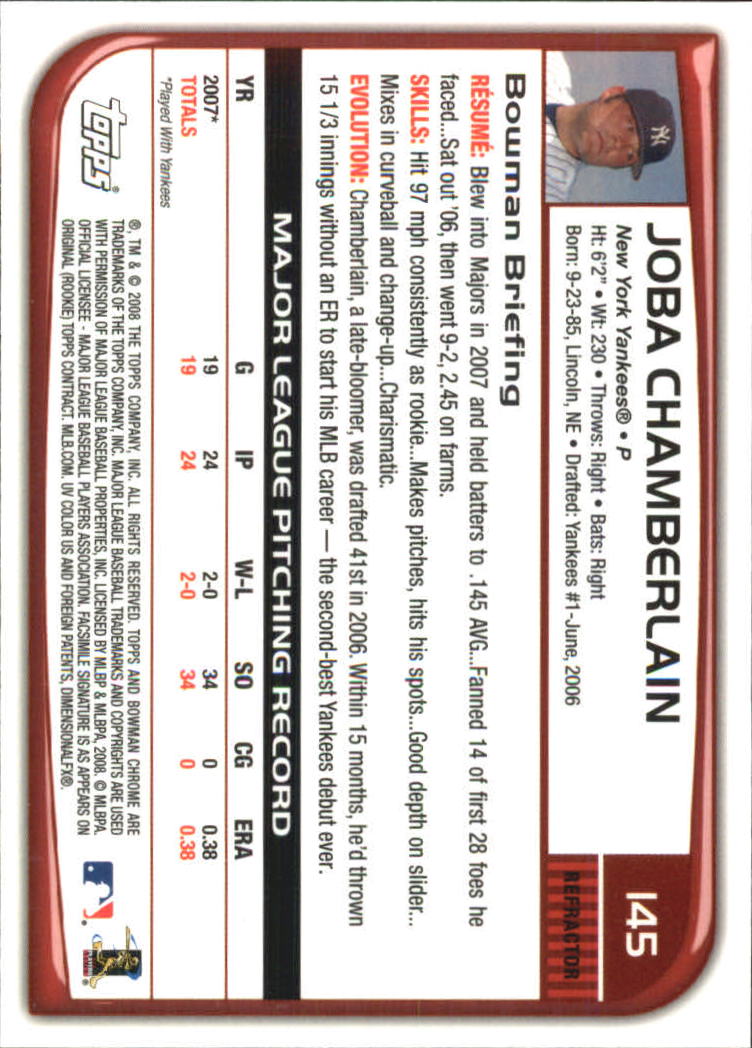 145
REFRACTOR
JOBA CHAMBERLAIN
New York Yankees® • P
Ht: 6'2" • Wt: 230 • Throws: Right • Bats: Right
Born: 9-23-85, Lincoln, NE • Drafted: Yankees #1-June, 2006
NY
Bowman Briefing
RÉSUMÉ: Blew into Majors in 2007 and held batters to .145 AVG...Fanned 14 of first 28 foes he
faced...Sat out '06, then went 9-2, 2.45 on farms.
SKILLS: Hit 97 mph consistently as rookie...Makes pitches, hits his spots...Good depth on slider...
Mixes in curveball and change-up...Charismatic.
EVOLUTION: Chamberlain, a late-bloomer, was drafted 41st in 2006. Within 15 months, he'd thrown
15 1/3 innings without an ER to start his MLB career — the second-best Yankees debut ever.
MAJOR LEAGUE PITCHING RECORD
YR G IP W-L SO CG ERA
2007* 19 24 2-0 34 0 0.38
TOTALS 19 24 2-0 34 0 0.38
*Played With Yankees
topps®
®, TM & © 2008 THE TOPPS COMPANY, INC. ALL RIGHTS RESERVED. TOPPS AND BOWMAN CHROME ARE
TRADEMARKS OF THE TOPPS COMPANY, INC. MAJOR LEAGUE BASEBALL TRADEMARKS AND COPYRIGHTS ARE USED
WITH PERMISSION OF MAJOR LEAGUE BASEBALL PROPERTIES, INC. LICENSED BY MLBP & MLBPA, 2008. © MLBPA.
OFFICIAL LICENSEE - MAJOR LEAGUE BASEBALL PLAYERS ASSOCIATION. FACSIMILE SIGNATURE IS AS APPEARS ON
ORIGINAL (ROOKIE) TOPPS CONTRACT. MLB.COM. UV COLOR US AND FOREIGN PATENTS, DIMENSIONALFX®.